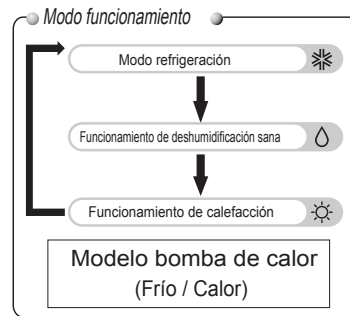 Modo funcionamiento
Modo refrigeración
Funcionamiento de deshumidificación sana
Funcionamiento de calefacción
Modelo bomba de calor
(Frío / Calor)